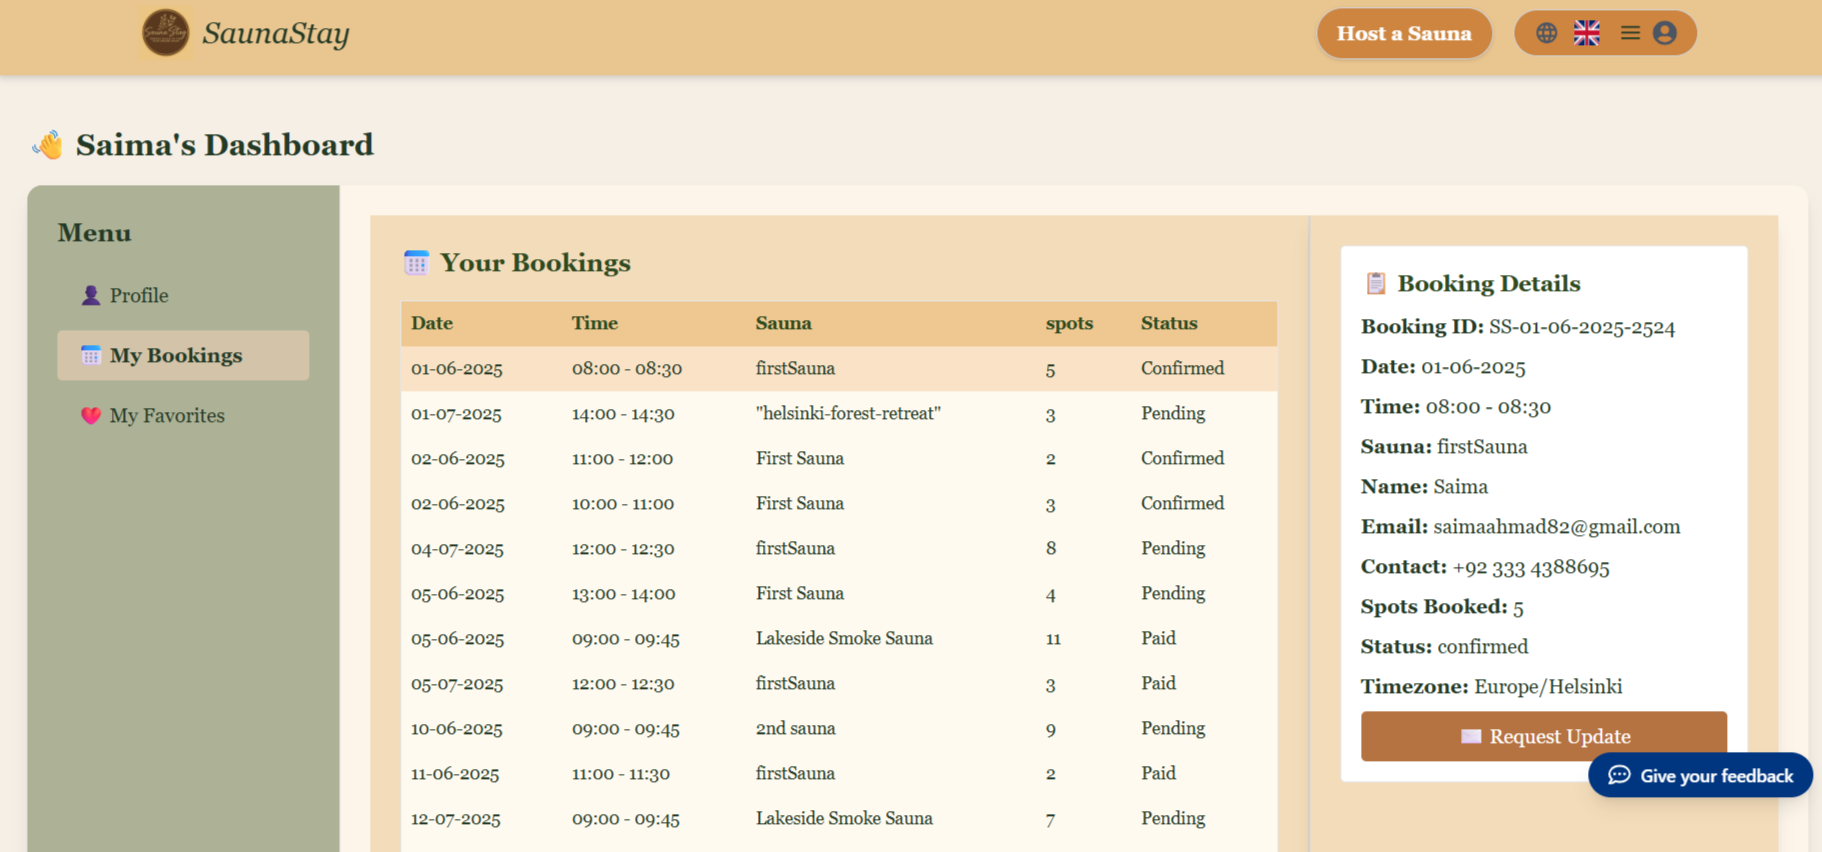 SaunaStay
Host a Sauna
Saima's Dashboard
Menu
Profile
My Bookings
My Favorites
Your Bookings
Date Time Sauna spots Status
01-06-2025 08:00 - 08:30 firstSauna 5 Confirmed
01-07-2025 14:00 - 14:30 "helsinki-forest-retreat" 3 Pending
02-06-2025 11:00 - 12:00 First Sauna 2 Confirmed
02-06-2025 10:00 - 11:00 First Sauna 3 Confirmed
04-07-2025 12:00 - 12:30 firstSauna 8 Pending
05-06-2025 13:00 - 14:00 First Sauna 4 Pending
05-06-2025 09:00 - 09:45 Lakeside Smoke Sauna 11 Paid
05-07-2025 12:00 - 12:30 firstSauna 3 Paid
10-06-2025 09:00 - 09:45 2nd sauna 9 Pending
11-06-2025 11:00 - 11:30 firstSauna 2 Paid
12-07-2025 09:00 - 09:45 Lakeside Smoke Sauna 7 Pending
Booking Details
Booking ID: SS-01-06-2025-2524
Date: 01-06-2025
Time: 08:00 - 08:30
Sauna: firstSauna
Name: Saima
Email: saimaahmad82@gmail.com
Contact: +92 333 4388695
Spots Booked: 5
Status: confirmed
Timezone: Europe/Helsinki
Request Update
Give your feedback